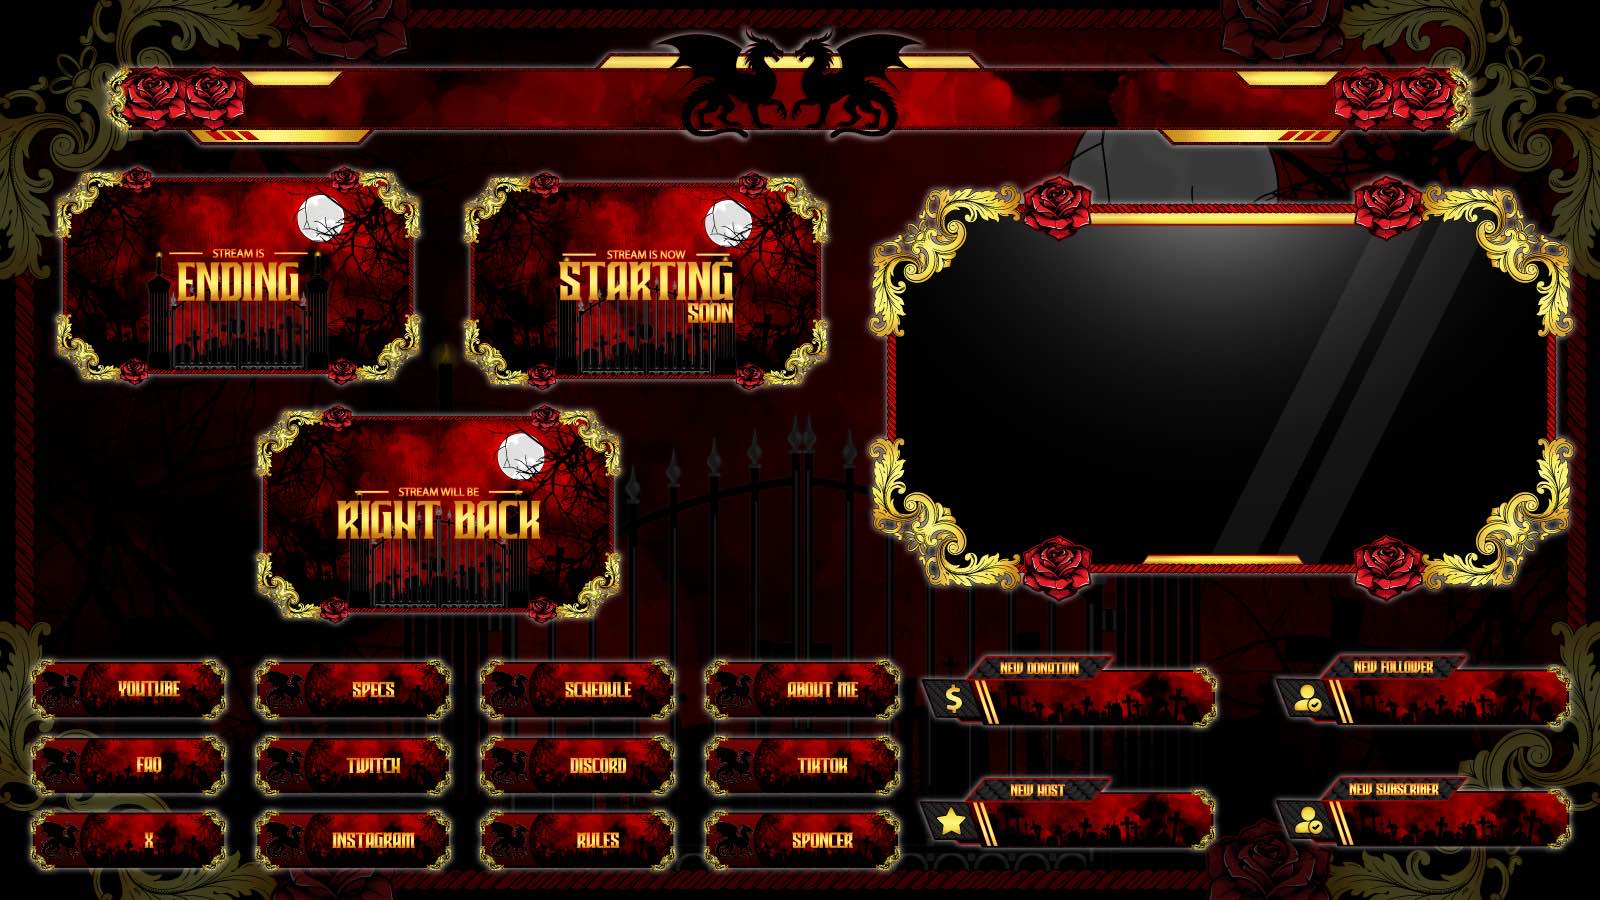 STREAM IS
ENDING
STREAM IS NOW
STARTING
SOON
STREAM WILL BE
RIGHT BACK
YOUTUBE
SPECS
SCHEDULE
ABOUT ME
FAQ
TWITCH
DISCORD
TIKTOK
X
INSTAGRAM
RULES
SPONCER
NEW DONATION
$
NEW FOLLOWER
NEW HOST
NEW SUBSCRIBER